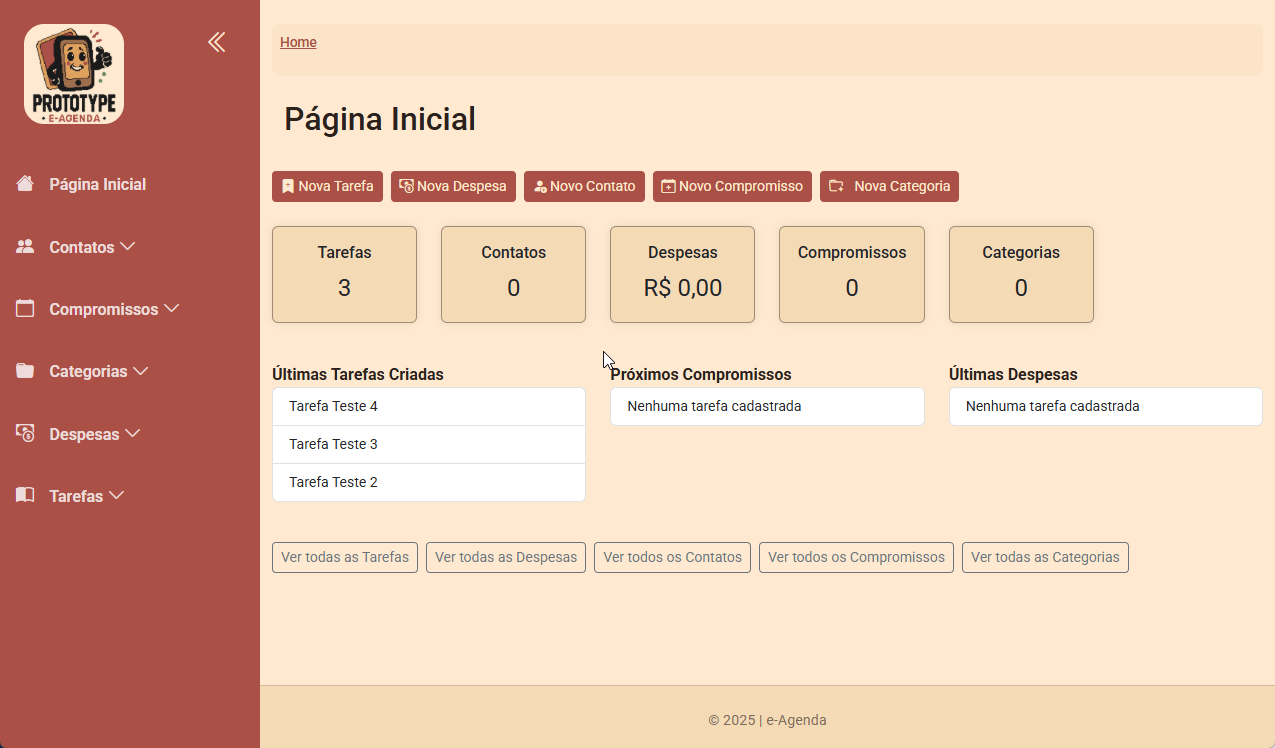 PROTOTYPE
• E-AGENDA •
Página Inicial
Contatos
Compromissos
Categorias
Despesas
Tarefas
Home
Página Inicial
Nova Tarefa
Nova Despesa
Novo Contato
Novo Compromisso
Nova Categoria
Tarefas
3
Contatos
0
Despesas
R$ 0,00
Compromissos
0
Categorias
0
Últimas Tarefas Criadas
Tarefa Teste 4
Tarefa Teste 3
Tarefa Teste 2
Próximos Compromissos
Nenhuma tarefa cadastrada
Últimas Despesas
Nenhuma tarefa cadastrada
Ver todas as Tarefas
Ver todas as Despesas
Ver todos os Contatos
Ver todos os Compromissos
Ver todas as Categorias
© 2025 | e-Agenda